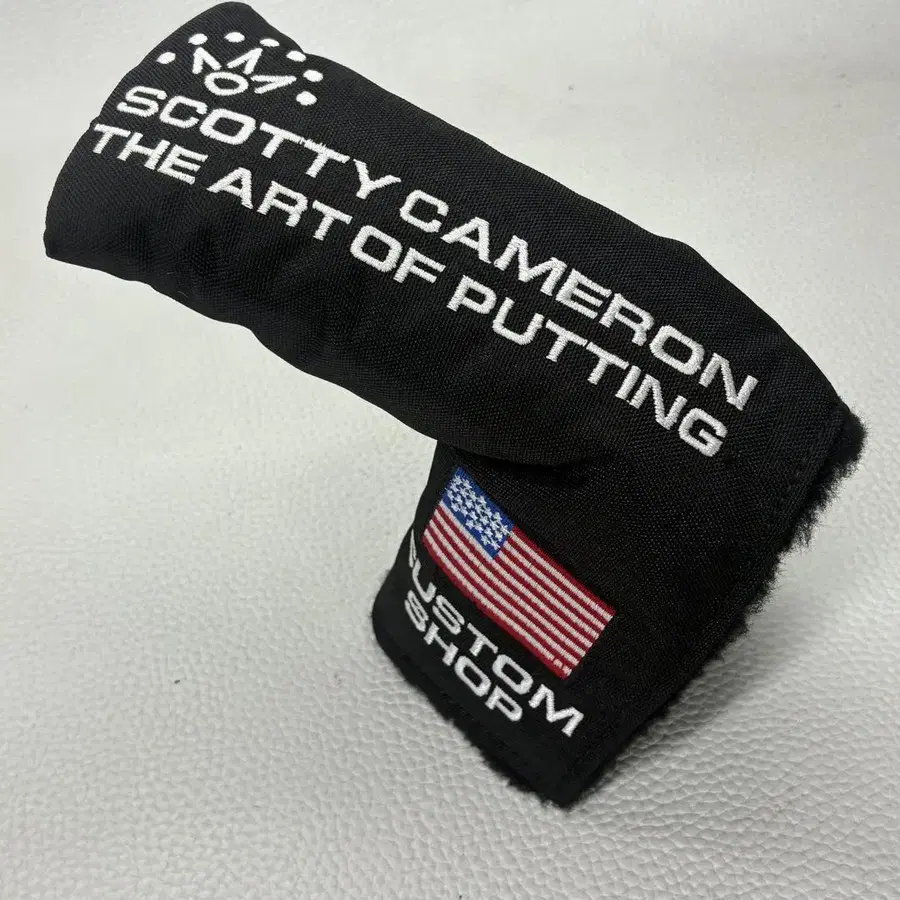 SCOTTY CAMERON
THE ART OF PUTTING
CUSTOM
SHOP